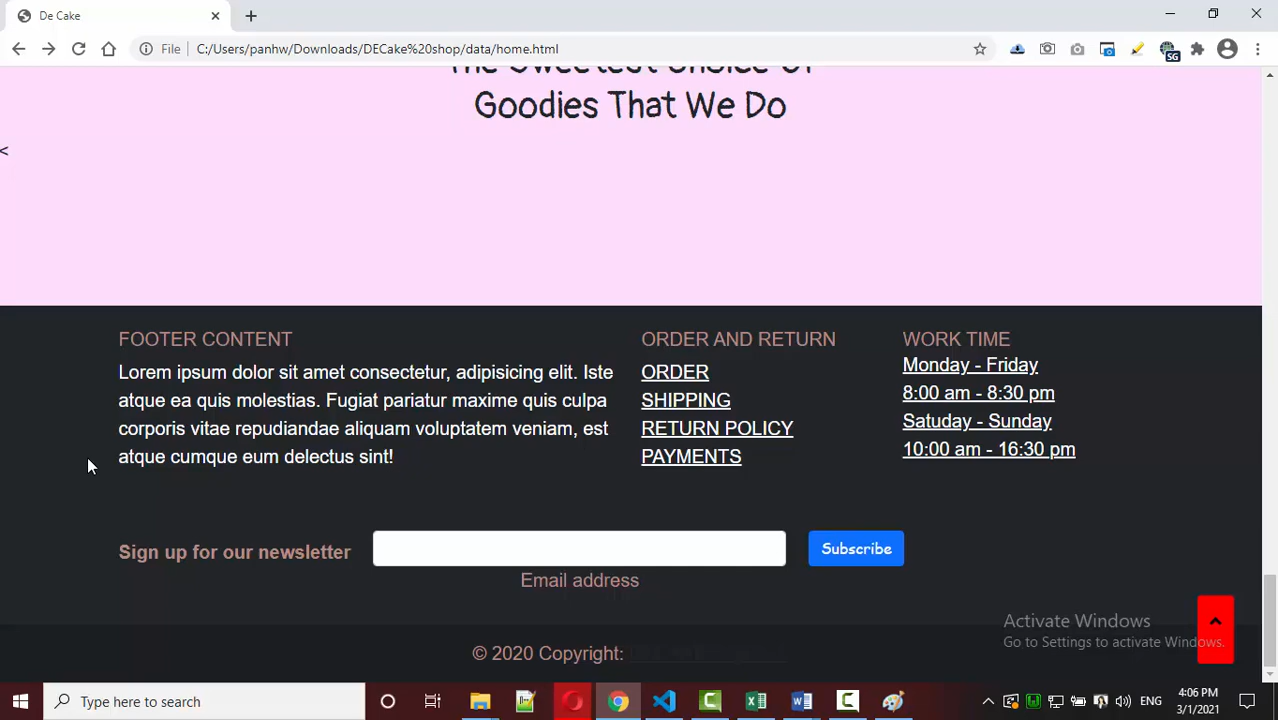 De Cake
File
C:/Users/panhw/Downloads/DECake%20shop/data/home.html
SG
The Sweetest Choice Of
Goodies That We Do
<
FOOTER CONTENT
Lorem ipsum dolor sit amet consectetur, adipisicing elit. Iste
atque ea quis molestias. Fugiat pariatur maxime quis culpa
corporis vitae repudiandae aliquam voluptatem veniam, est
atque cumque eum delectus sint!
ORDER AND RETURN
ORDER
SHIPPING
RETURN POLICY
PAYMENTS
WORK TIME
Monday - Friday
8:00 am - 8:30 pm
Satuday - Sunday
10:00 am - 16:30 pm
Sign up for our newsletter
Subscribe
Email address
Activate Windows
Go to Settings to activate Windows.
© 2020 Copyright:
Type here to search
ENG
4:06 PM
3/1/2021